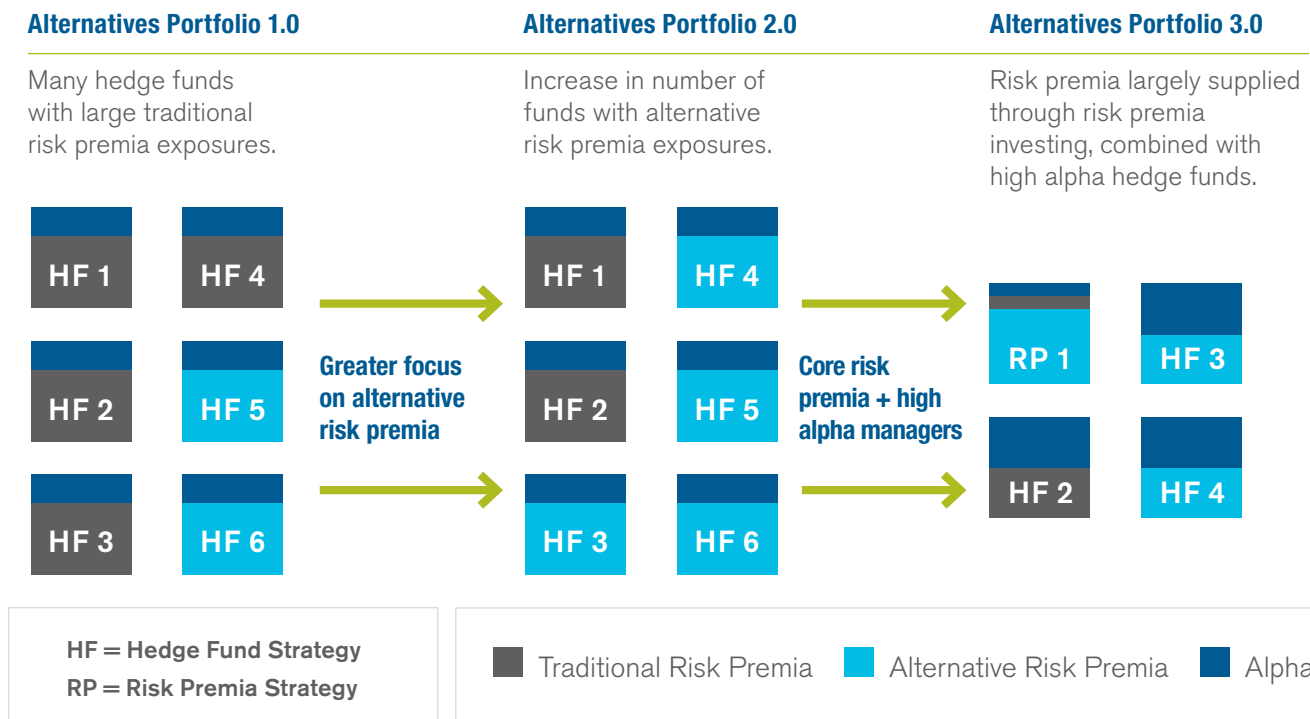 Alternatives Portfolio 1.0
Many hedge funds
with large traditional
risk premia exposures.
HF 1
HF 4
HF 2
HF 5
HF 3
HF 6
Greater focus
on alternative
risk premia
Alternatives Portfolio 2.0
Increase in number of
funds with alternative
risk premia exposures.
HF 1
HF 4
HF 2
HF 5
HF 3
HF 6
Core risk
premia + high
alpha managers
Alternatives Portfolio 3.0
Risk premia largely supplied
through risk premia
investing, combined with
high alpha hedge funds.
RP 1
HF 3
HF 2
HF 4
HF = Hedge Fund Strategy
RP = Risk Premia Strategy
Traditional Risk Premia
Alternative Risk Premia
Alpha